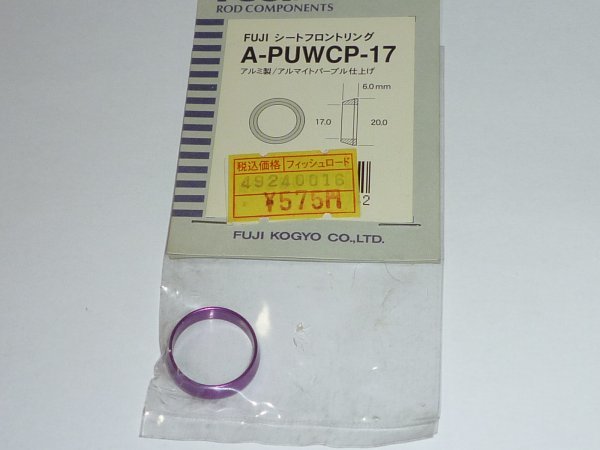 ROD COMPONENTS
FUJI シートフロントリング
A-PUWCP-17
アルミ製/アルマイトパープル仕上げ
6.0mm
17.0
20.0
税込価格 フィッシュロード
49240016
¥575円
2
FUJI KOGYO CO.,LTD.